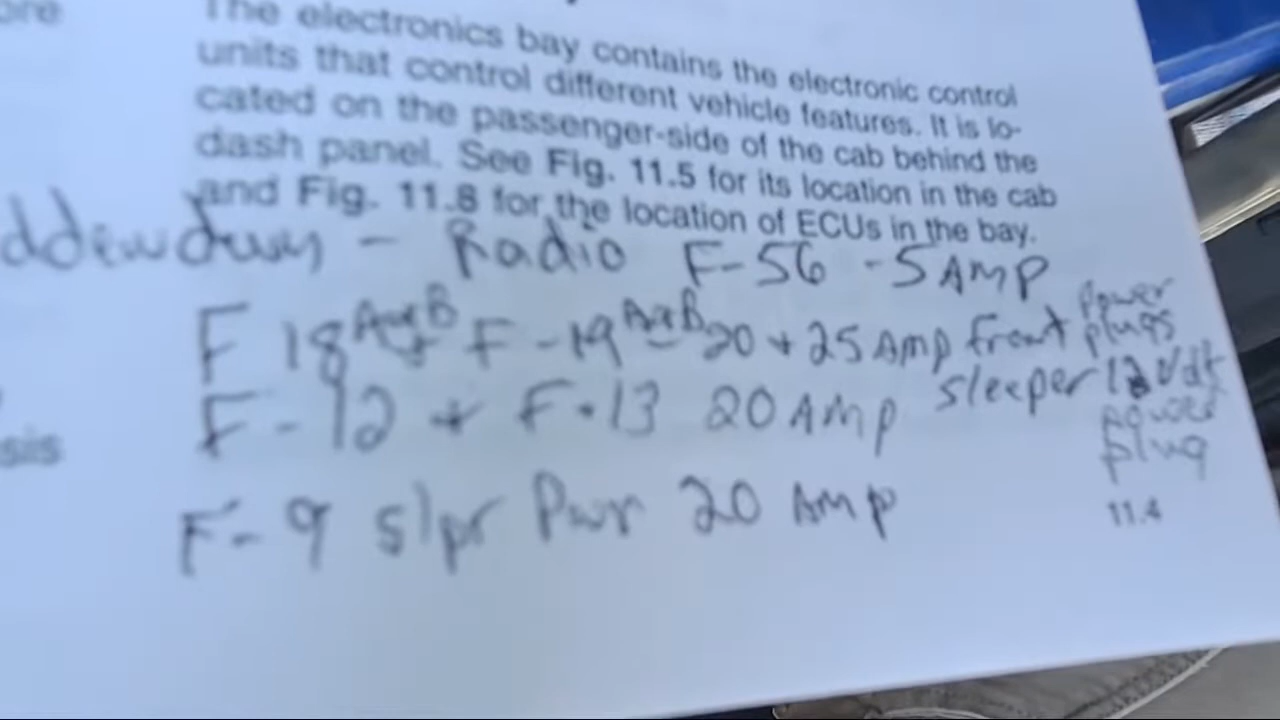 ore
The electronics bay contains the electronic control
units that control different vehicle features. It is lo-
cated on the passenger-side of the cab behind the
dash panel. See Fig. 11.5 for its location in the cab
and Fig. 11.8 for the location of ECUs in the bay.
- Radio F-56 - 5 AMP
F 18 A+B + F-19 A+B 20 + 25 AMP front power plugs
F-12 + F-13 20 AMP sleeper 12 Volt power plug
sis
F-9 slpr Pwr 20 AMP
11.4